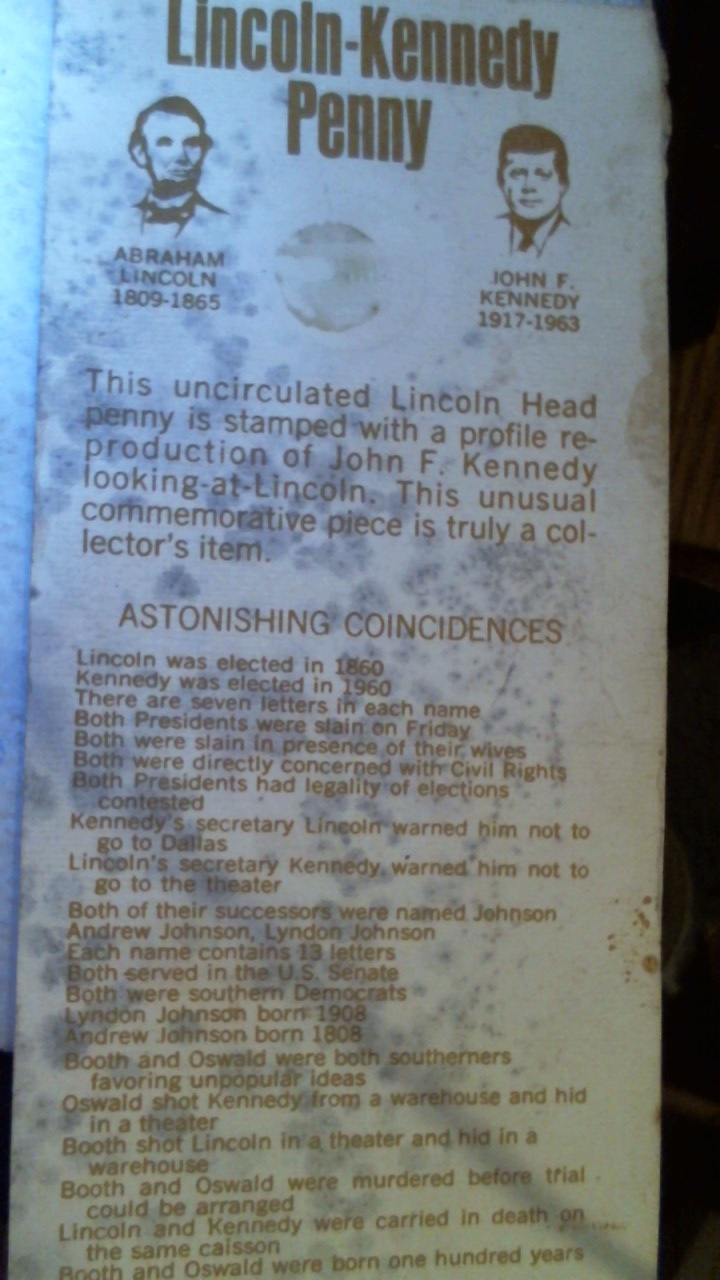 Lincoln-Kennedy
Penny
ABRAHAM
LINCOLN
1809-1865
JOHN F.
KENNEDY
1917-1963
This uncirculated Lincoln Head
penny is stamped with a profile re-
production of John F. Kennedy
looking-at-Lincoln. This unusual
commemorative piece is truly a col-
lector's item.
ASTONISHING COINCIDENCES
Lincoln was elected in 1860
Kennedy was elected in 1960
There are seven letters in each name
Both Presidents were slain on Friday
Both were slain in presence of their wives
Both were directly concerned with Civil Rights
Both Presidents had legality of elections
contested
Kennedy's secretary Lincoln warned him not to
go to Dallas
Lincoln's secretary Kennedy warned him not to
go to the theater
Both of their successors were named Johnson
Andrew Johnson, Lyndon Johnson
Each name contains 13 letters
Both served in the U.S. Senate
Both were southern Democrats
Lyndon Johnson born 1908
Andrew Johnson born 1808
Booth and Oswald were both southerners
favoring unpopular ideas
Oswald shot Kennedy from a warehouse and hid
in a theater
Booth shot Lincoln in a theater and hid in a
warehouse
Booth and Oswald were murdered before trial
could be arranged
Lincoln and Kennedy were carried in death on
the same caisson
Booth and Oswald were born one hundred years